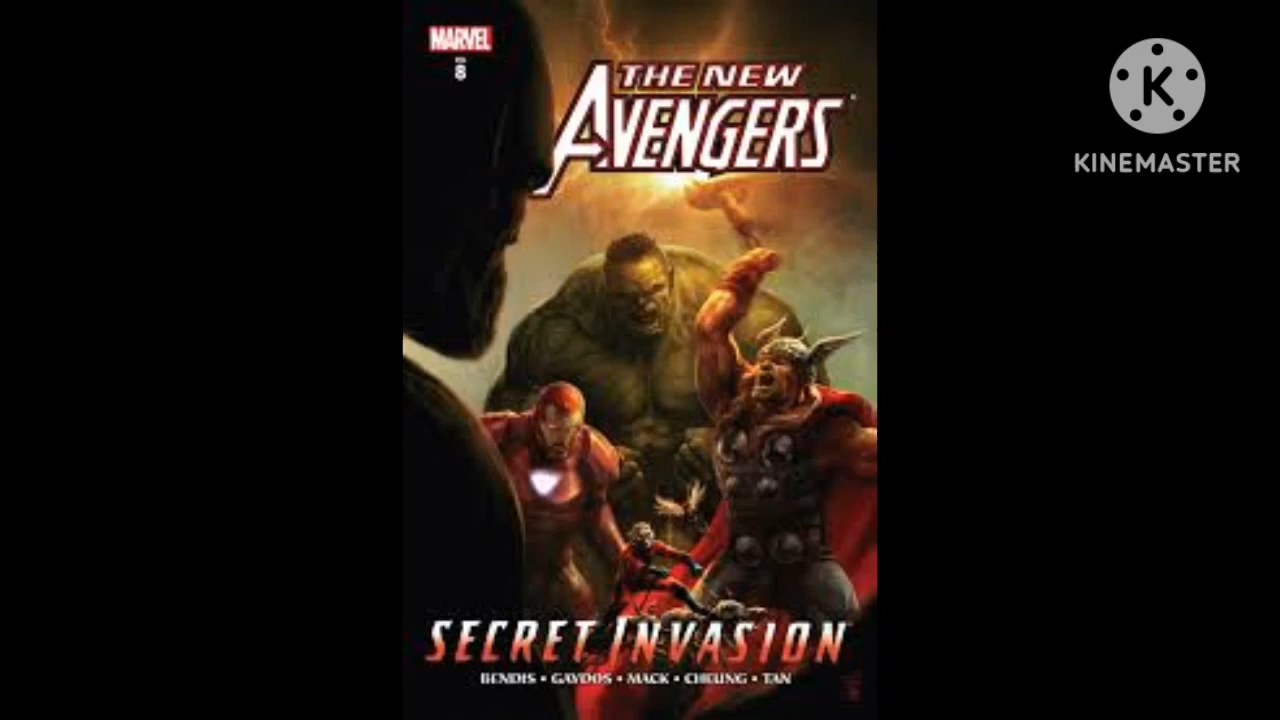 MARVEL
8
THE NEW
AVENGERS
SECRET INVASION
BENDIS • GAYDOS • MACK • CHEUNG • TAN
K
KINEMASTER